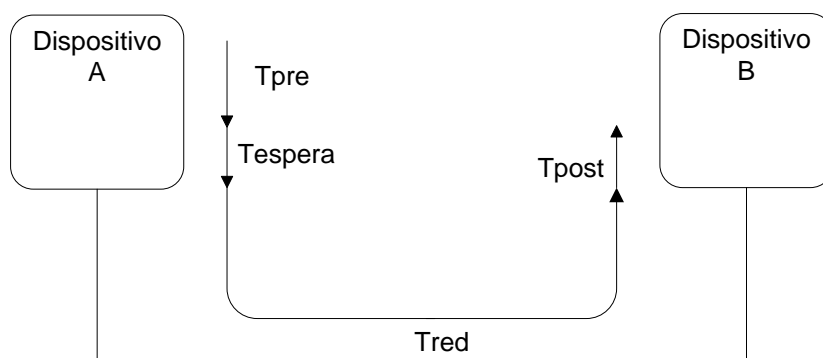 Dispositivo
A
Tpre
Tespera
Tpost
Dispositivo
B
Tred